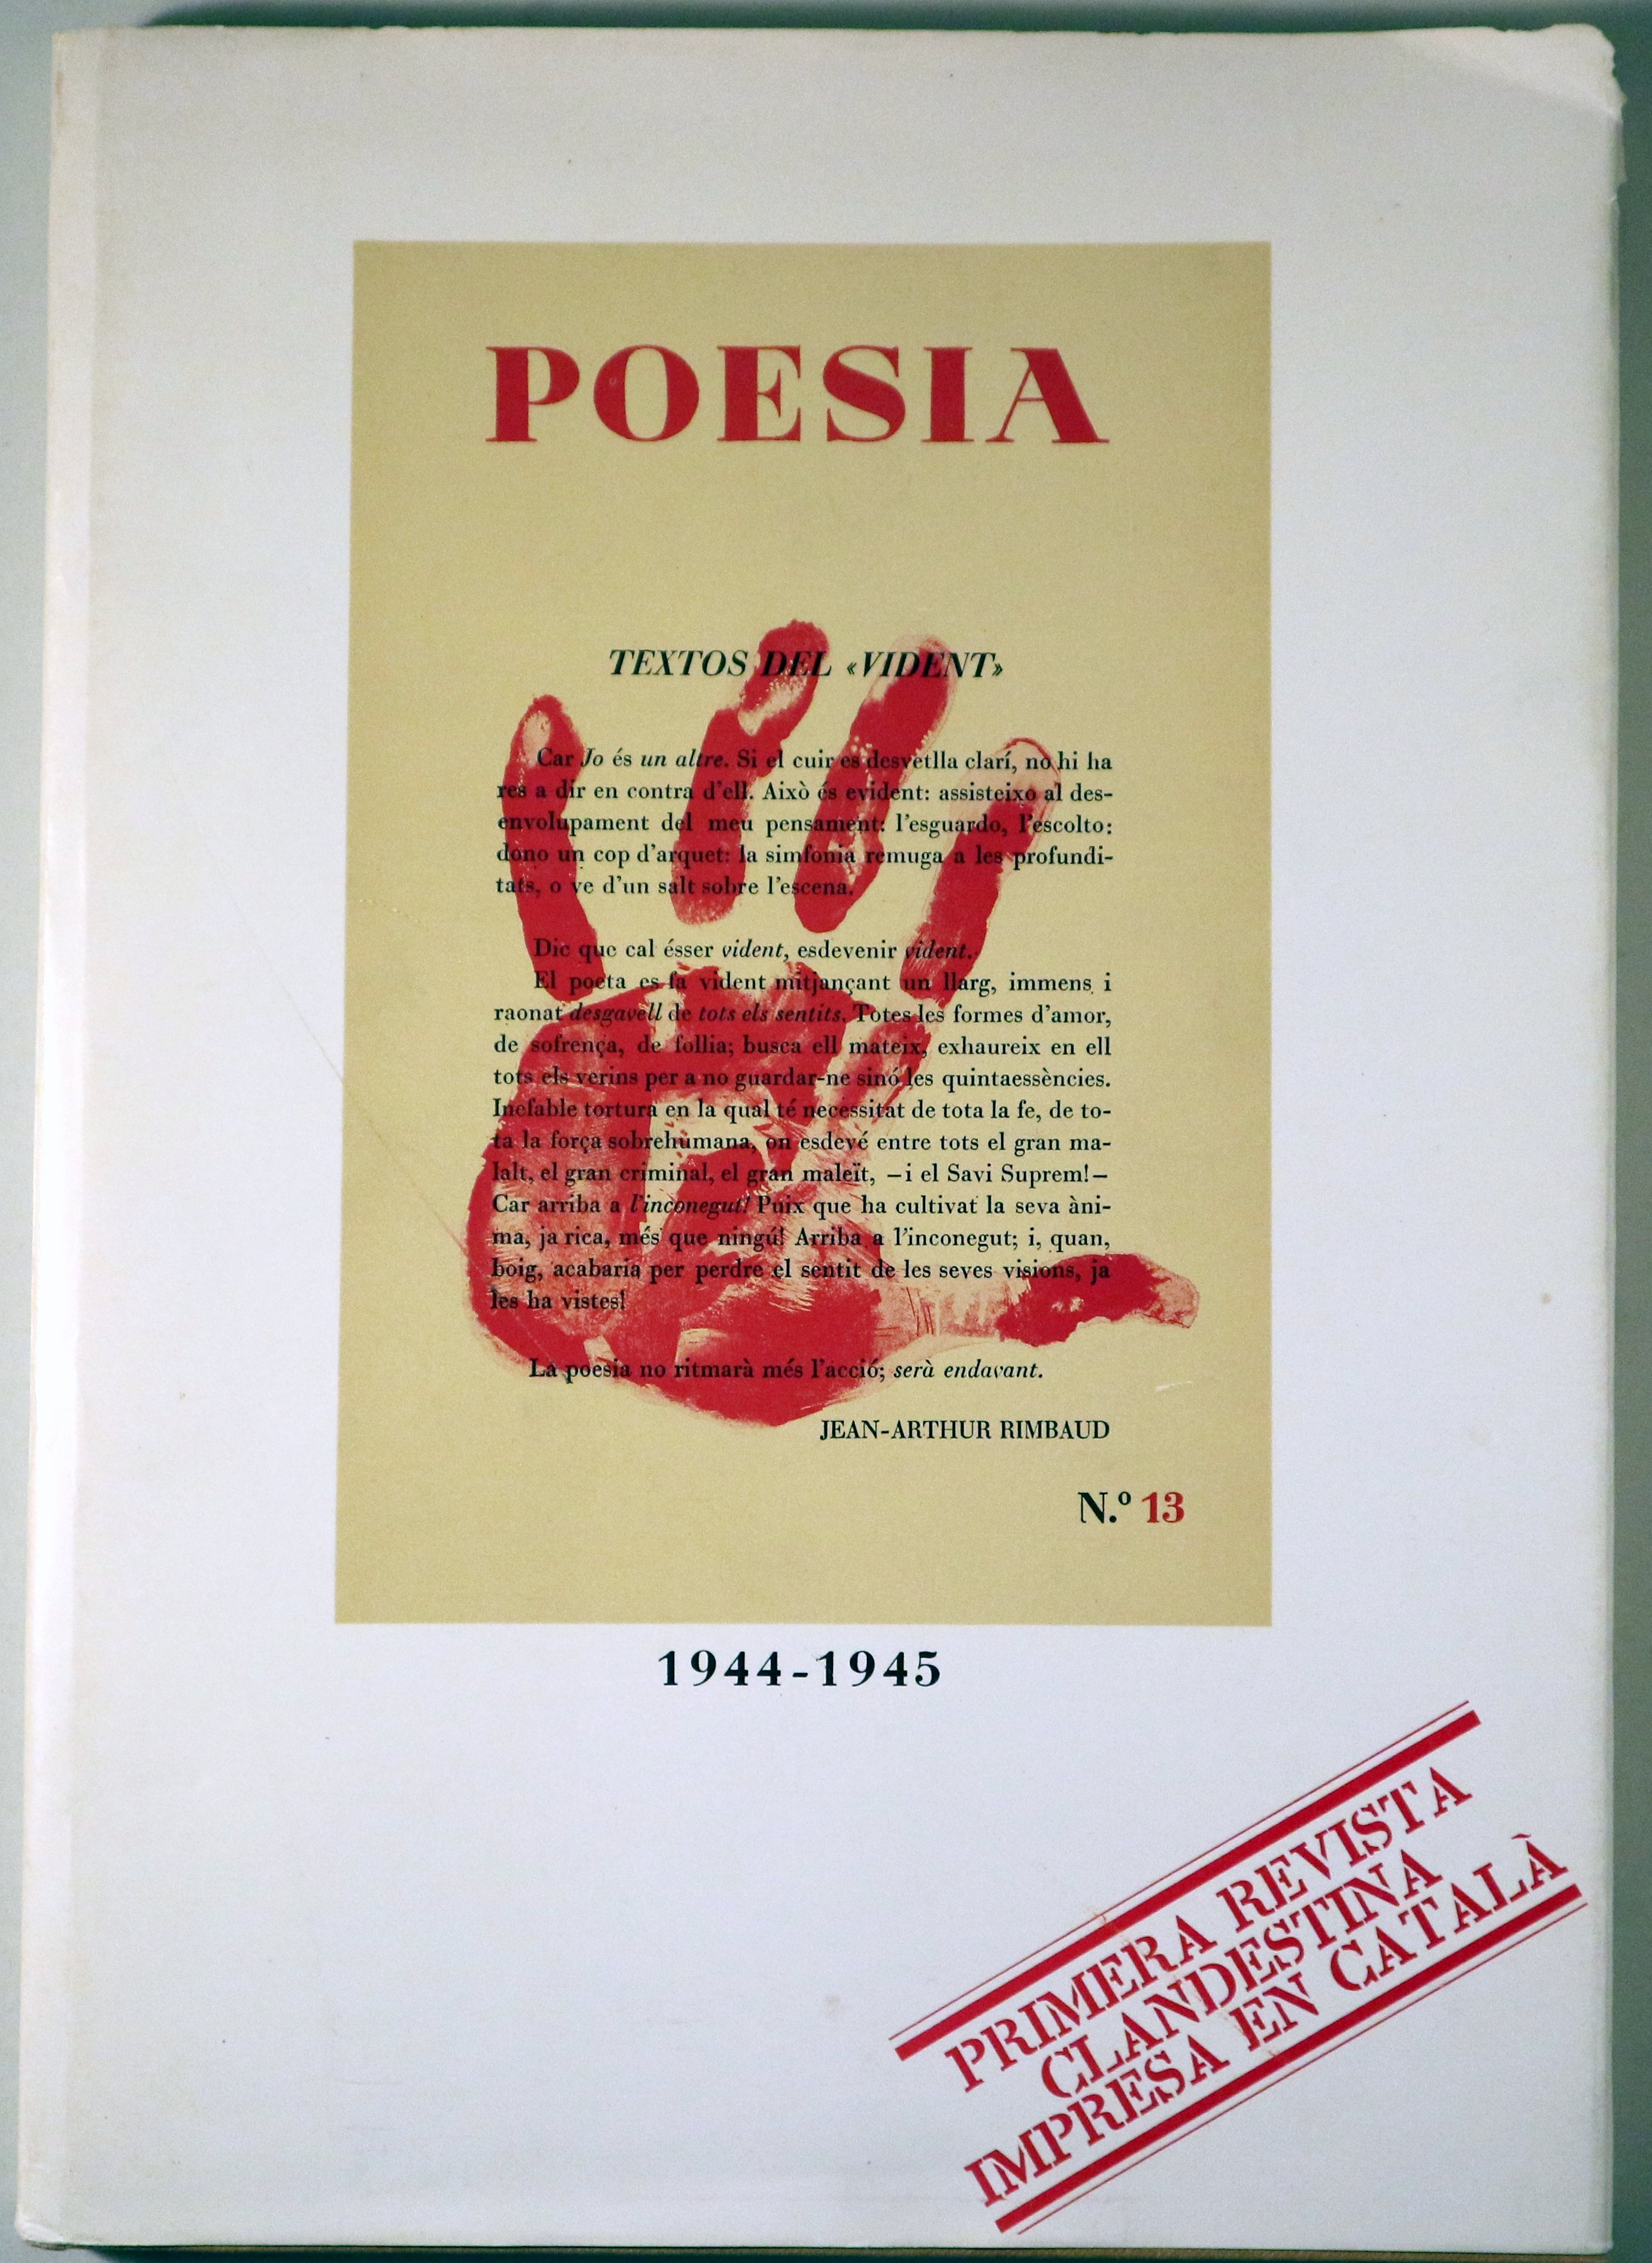 POESIA
TEXTOS DEL «VIDENT»
Car Jo és un altre. Si el cuir es desvetlla clarí, no hi ha
res a dir en contra d'ell. Això és evident: assisteixo al des-
envolupament del meu pensament: l'esguardo, l'escolto:
dono un cop d'arquet: la simfonia remuga a les profundi-
tats, o ve d'un salt sobre l'escena.
Dic que cal ésser vident, esdevenir vident.
El poeta es fa vident mitjançant un llarg, immens i
raonat desgavell de tots els sentits. Totes les formes d'amor,
de sofrença, de follia; busca ell mateix, exhaureix en ell
tots els verins per a no guardar-ne sinó les quintaessències.
Inefable tortura en la qual té necessitat de tota la fe, de to-
ta la força sobrehumana, on esdevé entre tots el gran ma-
lalt, el gran criminal, el gran maleït, —i el Savi Suprem!—
Car arriba a l'inconegut! Puix que ha cultivat la seva àni-
ma, ja rica, més que ningú! Arriba a l'inconegut; i, quan,
boig, acabaria per perdre el sentit de les seves visions, ja
les ha vistes!
La poesia no ritmarà més l'acció; serà endavant.
JEAN-ARTHUR RIMBAUD
N.º 13
1944-1945
PRIMERA REVISTA
CLANDESTINA
IMPRESA EN CATALÀ